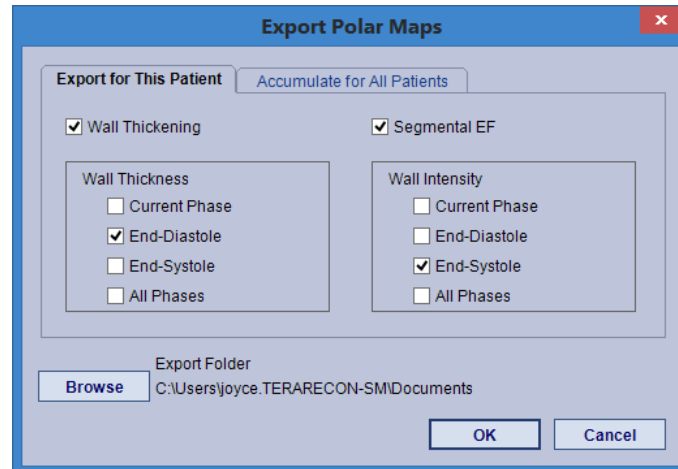 Export Polar Maps
Export for This Patient
Accumulate for All Patients
Wall Thickening
Segmental EF
Wall Thickness
Current Phase
End-Diastole
End-Systole
All Phases
Wall Intensity
Current Phase
End-Diastole
End-Systole
All Phases
Export Folder
Browse
C:\Users\joyce.TERARECON-SM\Documents
OK
Cancel